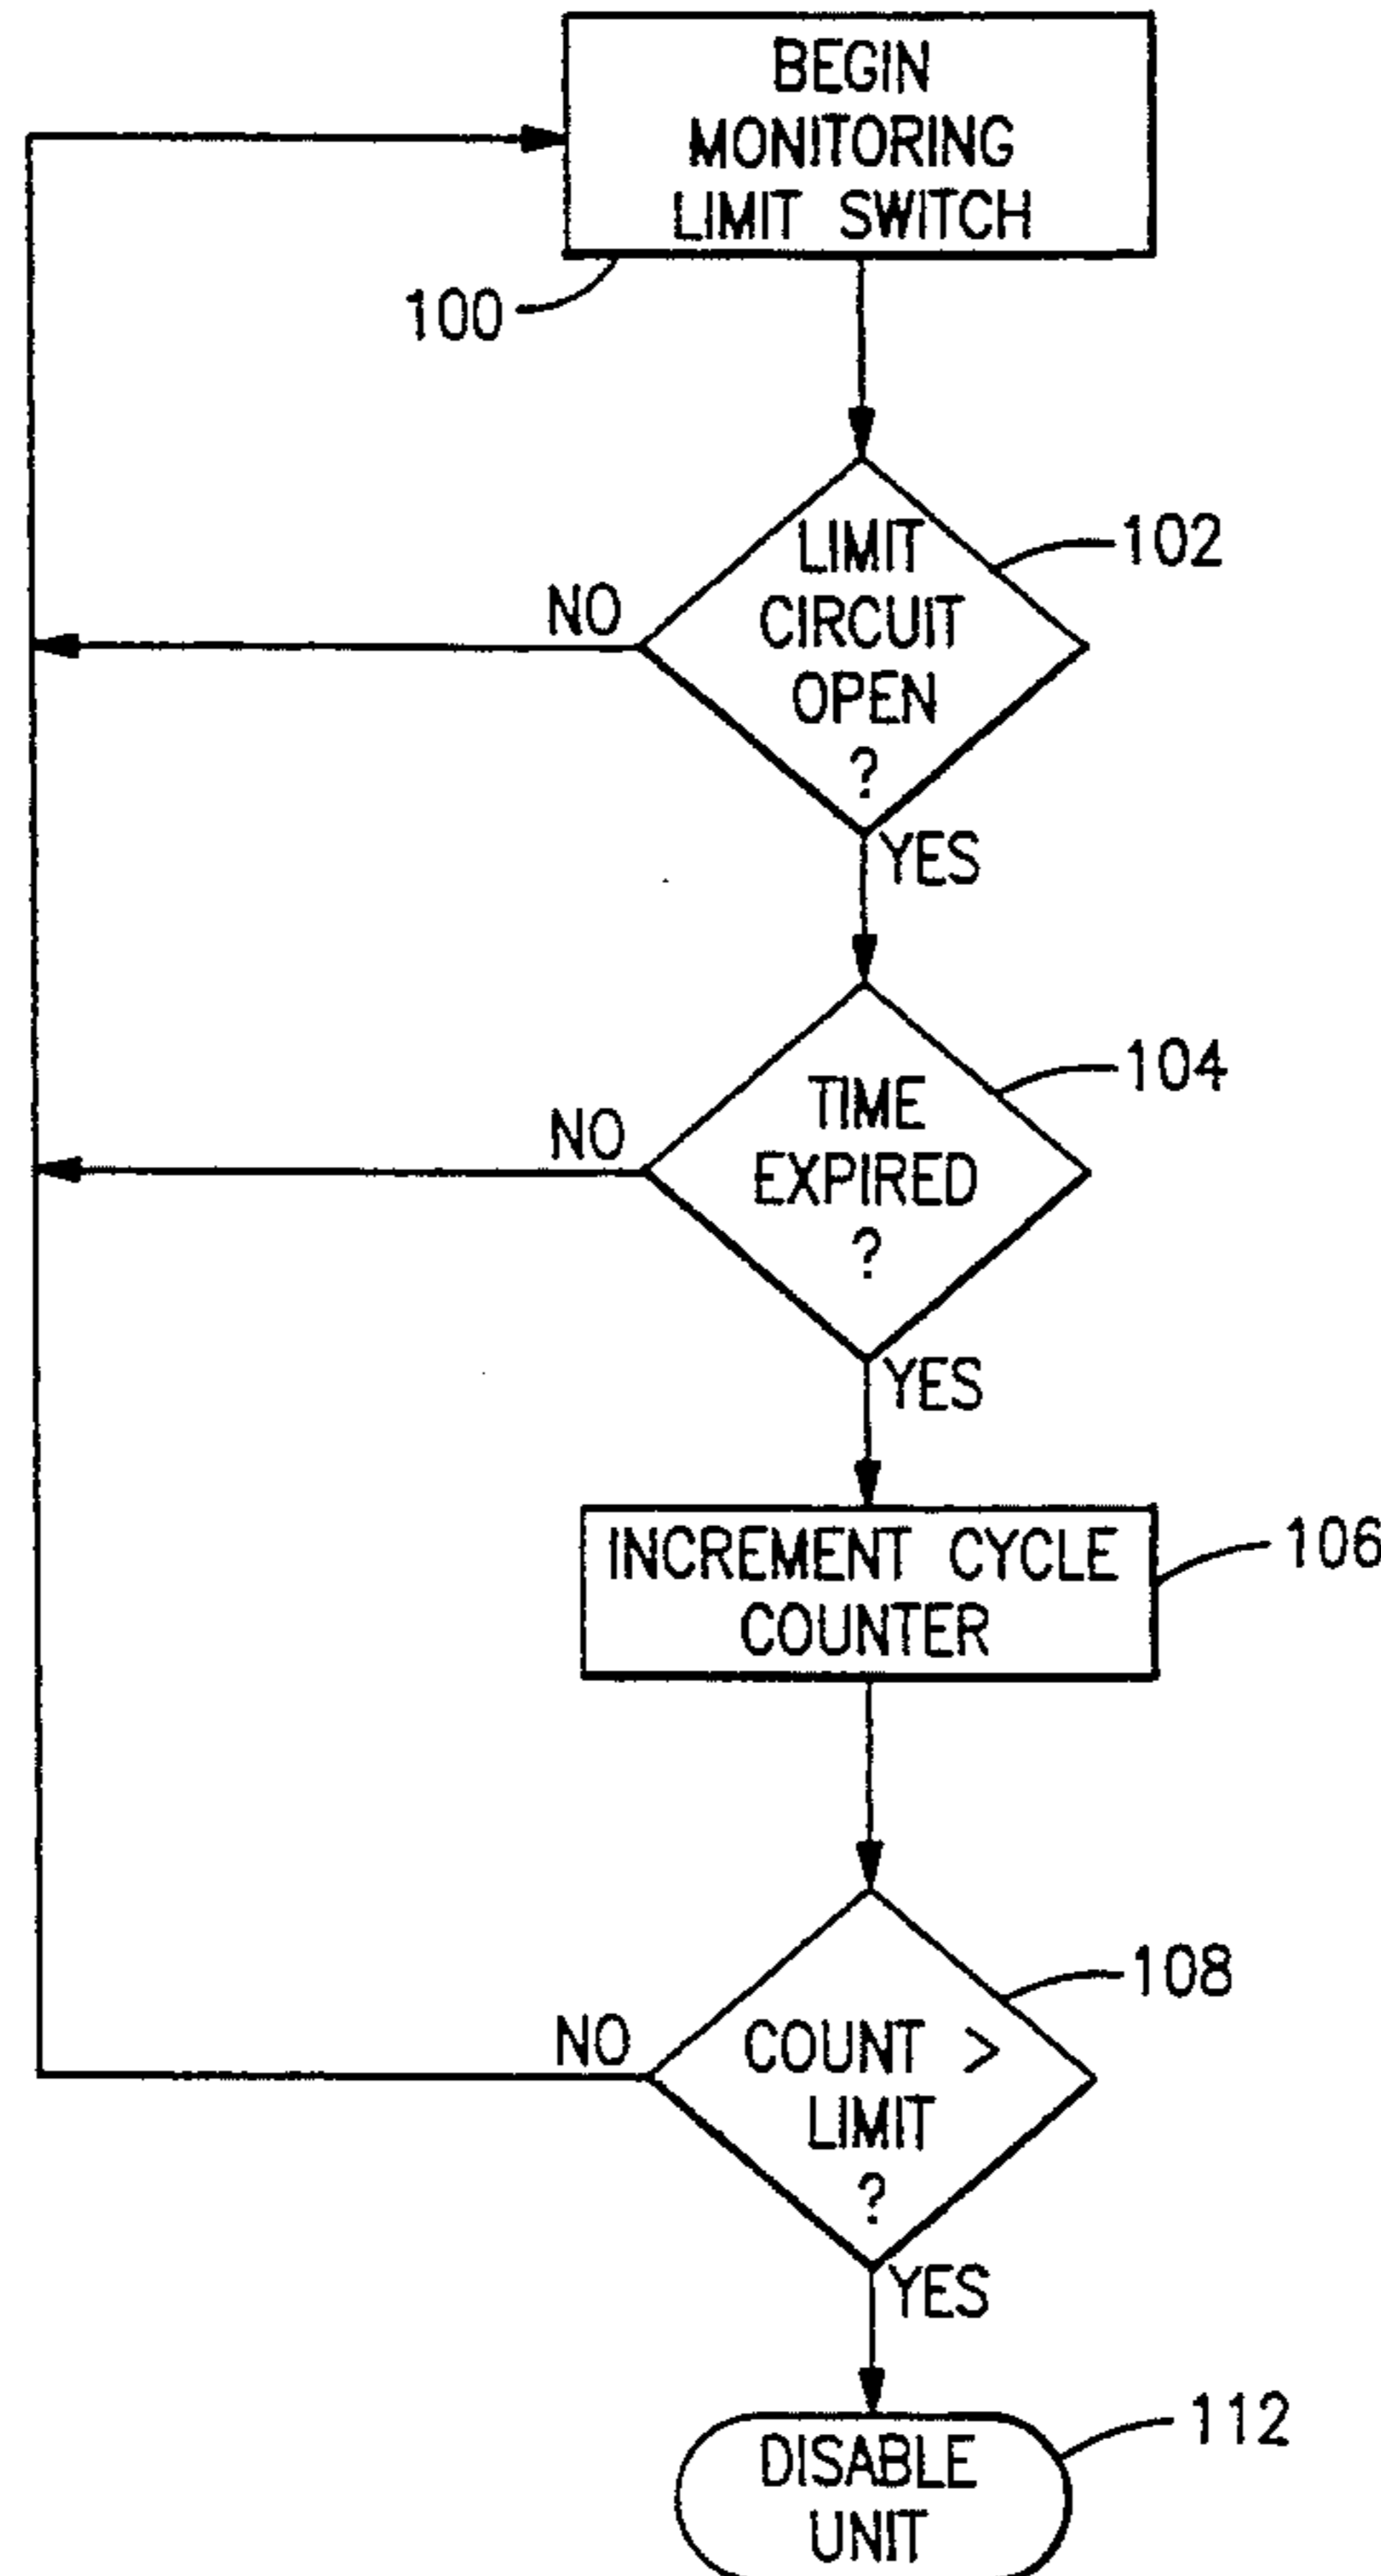 BEGIN
MONITORING
LIMIT SWITCH
100
LIMIT
CIRCUIT
OPEN
?
102
NO
YES
TIME
EXPIRED
?
104
NO
YES
INCREMENT CYCLE
COUNTER
106
COUNT >
LIMIT
?
108
NO
YES
DISABLE
UNIT
112